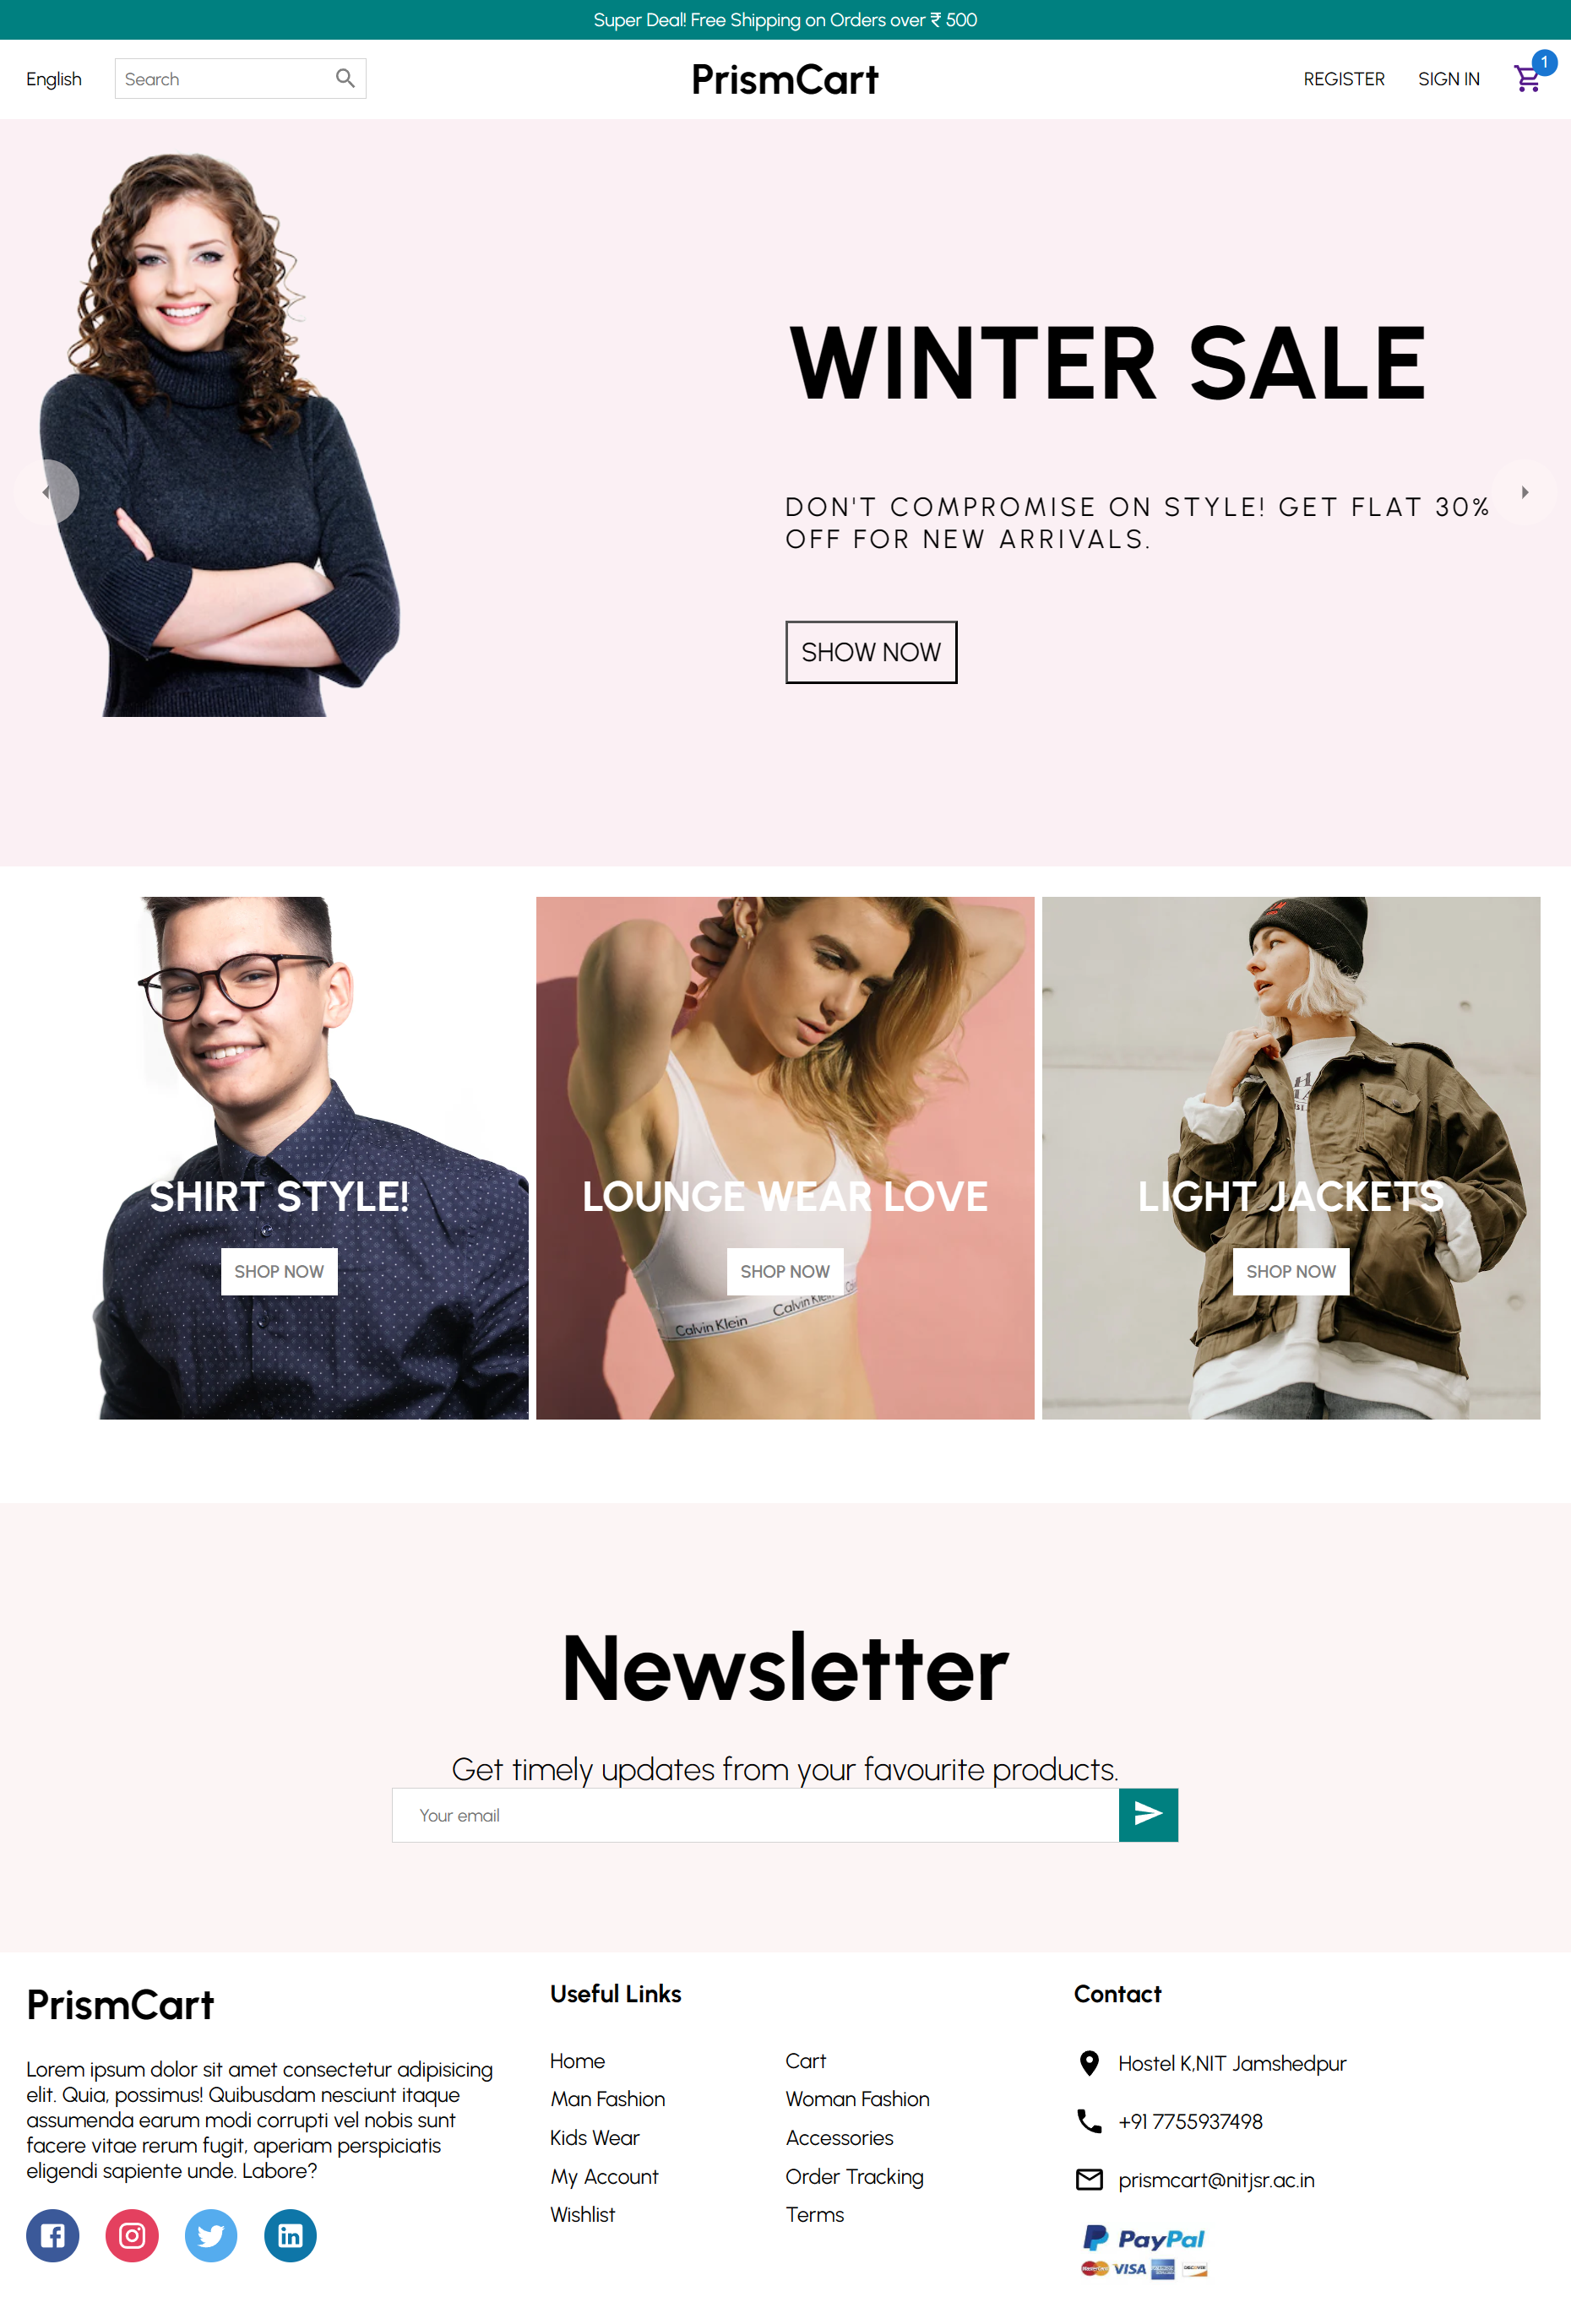 Super Deal! Free Shipping on Orders over ₹ 500
English
Search
PrismCart
REGISTER
SIGN IN
1
WINTER SALE
DON'T COMPROMISE ON STYLE! GET FLAT 30%
OFF FOR NEW ARRIVALS.
SHOW NOW
SHIRT STYLE!
SHOP NOW
LOUNGE WEAR LOVE
SHOP NOW
Calvin Klein
Calvin Klein
LIGHT JACKETS
SHOP NOW
Newsletter
Get timely updates from your favourite products.
Your email
PrismCart
Lorem ipsum dolor sit amet consectetur adipisicing
elit. Quia, possimus! Quibusdam nesciunt itaque
assumenda earum modi corrupti vel nobis sunt
facere vitae rerum fugit, aperiam perspiciatis
eligendi sapiente unde. Labore?
Useful Links
Home
Cart
Man Fashion
Woman Fashion
Kids Wear
Accessories
My Account
Order Tracking
Wishlist
Terms
Contact
Hostel K,NIT Jamshedpur
+91 7755937498
prismcart@nitjsr.ac.in
PayPal
VISA